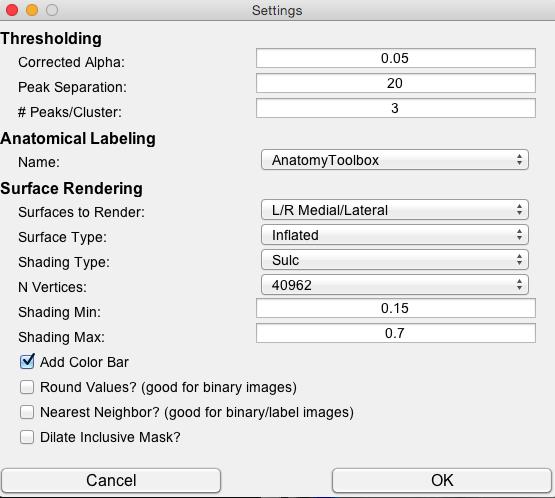 Settings
Thresholding
Corrected Alpha: 0.05
Peak Separation: 20
# Peaks/Cluster: 3
Anatomical Labeling
Name: AnatomyToolbox
Surface Rendering
Surfaces to Render: L/R Medial/Lateral
Surface Type: Inflated
Shading Type: Sulc
N Vertices: 40962
Shading Min: 0.15
Shading Max: 0.7
Add Color Bar
Round Values? (good for binary images)
Nearest Neighbor? (good for binary/label images)
Dilate Inclusive Mask?
Cancel OK